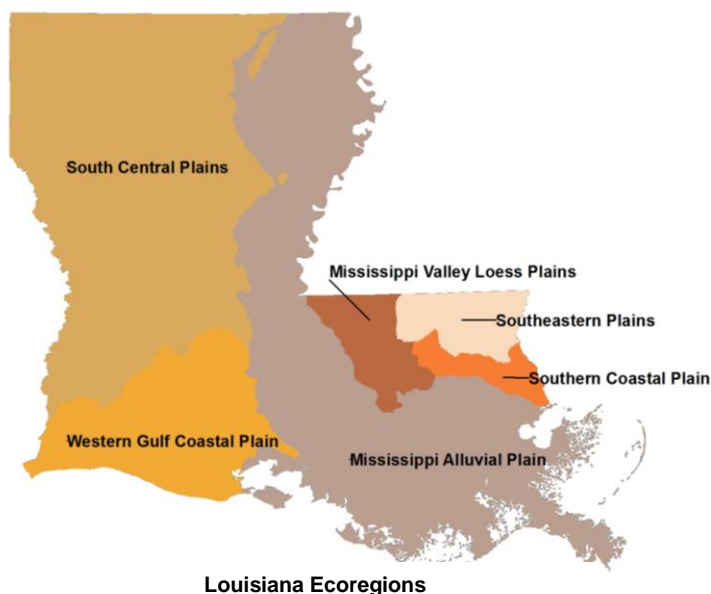 South Central Plains
Mississippi Valley Loess Plains
Southeastern Plains
Southern Coastal Plain
Western Gulf Coastal Plain
Mississippi Alluvial Plain
Louisiana Ecoregions